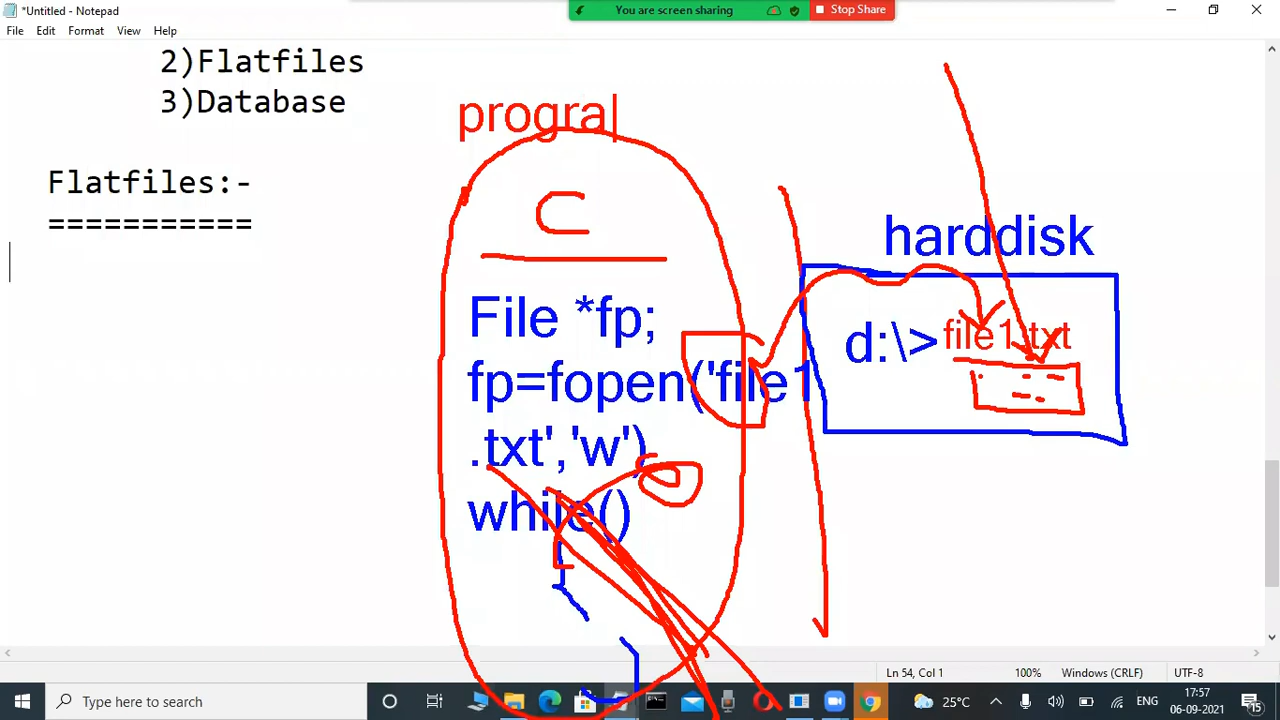 *Untitled - Notepad
You are screen sharing
Stop Share
File Edit Format View Help
2)Flatfiles
3)Database
Flatfiles:-
===========
progra
C
File *fp;
fp=fopen('file1
.txt','w')
while()
harddisk
d:\>
file1.txt
Ln 54, Col 1
100%
Windows (CRLF)
UTF-8
Type here to search
25°C
ENG
17:57
06-09-2021
15